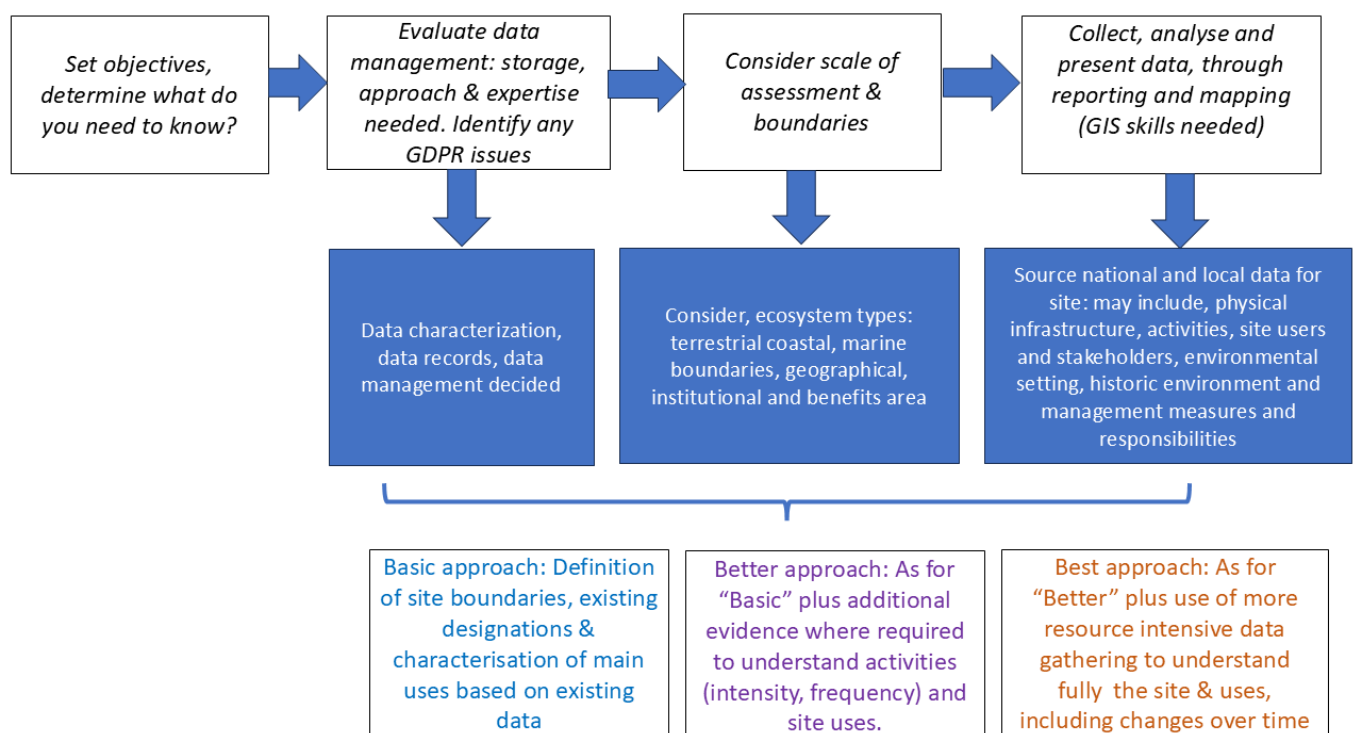 Set objectives,
determine what do
you need to know?
Evaluate data
management: storage,
approach & expertise
needed. Identify any
GDPR issues
Consider scale of
assessment &
boundaries
Collect, analyse and
present data, through
reporting and mapping
(GIS skills needed)
Data characterization,
data records, data
management decided
Consider, ecosystem types:
terrestrial coastal, marine
boundaries, geographical,
institutional and benefits area
Source national and local data for
site: may include, physical
infrastructure, activities, site users
and stakeholders, environmental
setting, historic environment and
management measures and
responsibilities
Basic approach: Definition
of site boundaries, existing
designations &
characterisation of main
uses based on existing
data
Better approach: As for
“Basic” plus additional
evidence where required
to understand activities
(intensity, frequency) and
site uses.
Best approach: As for
“Better” plus use of more
resource intensive data
gathering to understand
fully the site & uses,
including changes over time